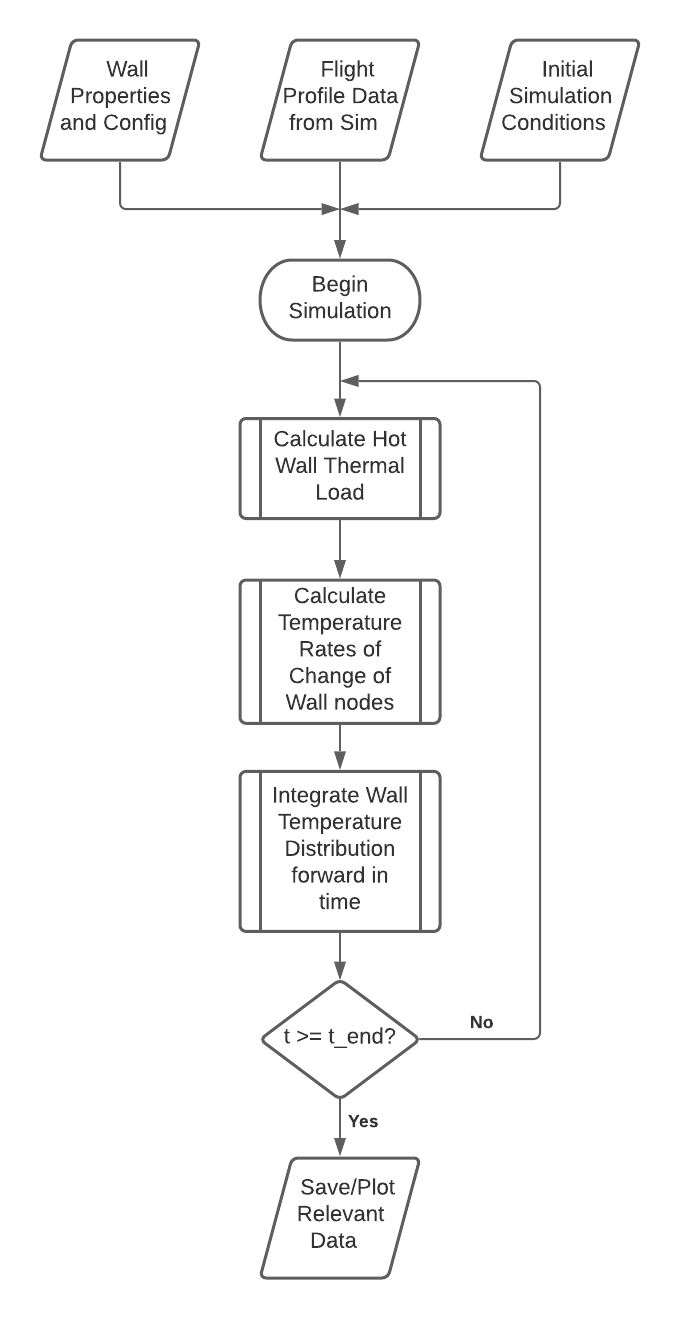 Wall
Properties
and Config
Flight
Profile Data
from Sim
Initial
Simulation
Conditions
Begin
Simulation
Calculate Hot
Wall Thermal
Load
Calculate
Temperature
Rates of
Change of
Wall nodes
Integrate Wall
Temperature
Distribution
forward in
time
t >= t_end?
No
Yes
Save/Plot
Relevant
Data